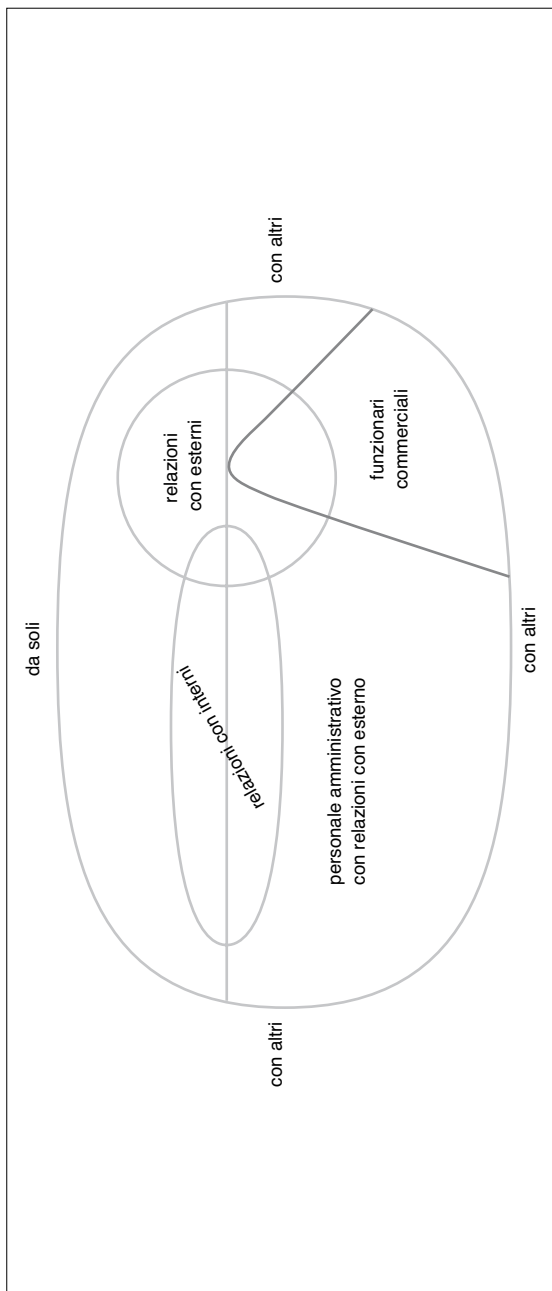 da soli
con altri
relazioni
con esterni
relazioni con interni
funzionari
commerciali
personale amministrativo
con relazioni con esterno
con altri
con altri